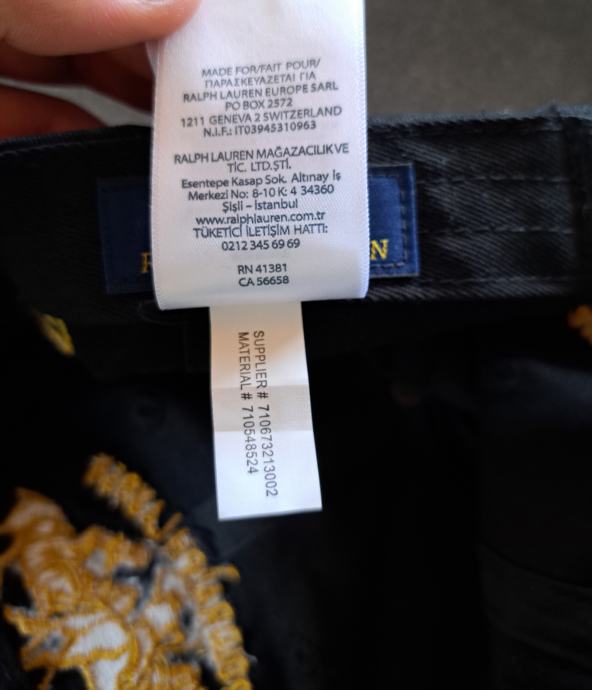 MADE FOR/FAIT POUR/
ΠΑΡΑΣΚΕΥΑΖΕΤΑΙ ΓΙΑ
RALPH LAUREN EUROPE SARL
PO BOX 2572
1211 GENEVA 2 SWITZERLAND
N.I.F.: IT03945310963
RALPH LAUREN MAĞAZACILIK VE
TİC. LTD.ŞTİ.
Esentepe Kasap Sok. Altınay İş
Merkezi No: 8-10 K: 4 34360
Şişli - İstanbul
www.ralphlauren.com.tr
TÜKETİCİ İLETİŞİM HATTI:
0212 345 69 69
RN 41381
CA 56658
SUPPLIER # 710673213002
MATERIAL # 710548524